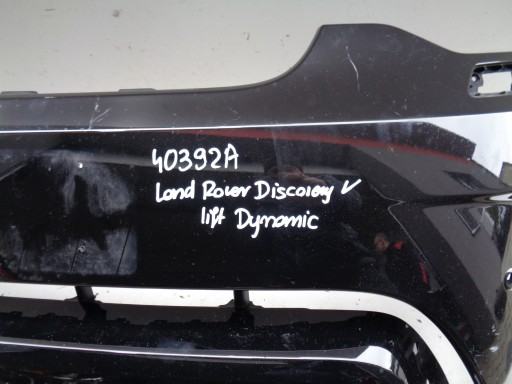 40392A
Land Rover Discovery V
lift Dynamic